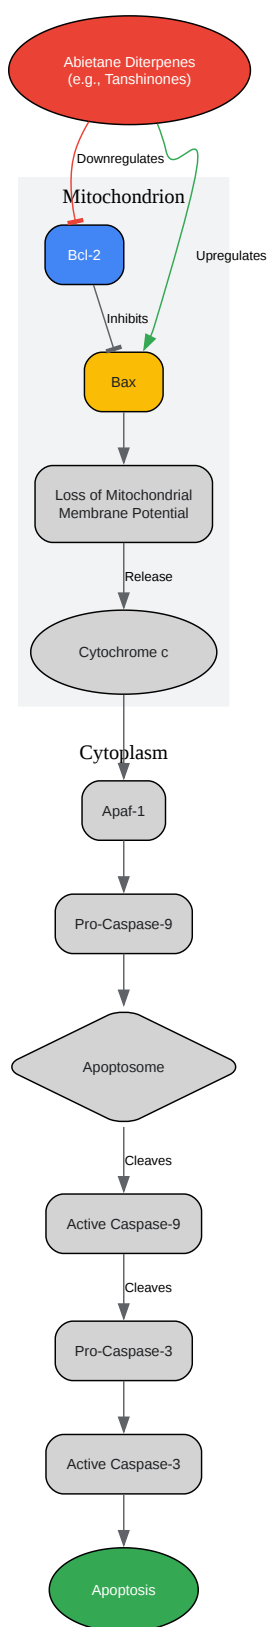 Abietane Diterpenes
(e.g., Tanshinones)
Downregulates
Mitochondrion
Bcl-2
Upregulates
Inhibits
Bax
Loss of Mitochondrial
Membrane Potential
Release
Cytochrome c
Cytoplasm
Apaf-1
Pro-Caspase-9
Apoptosome
Cleaves
Active Caspase-9
Cleaves
Pro-Caspase-3
Active Caspase-3
Apoptosis